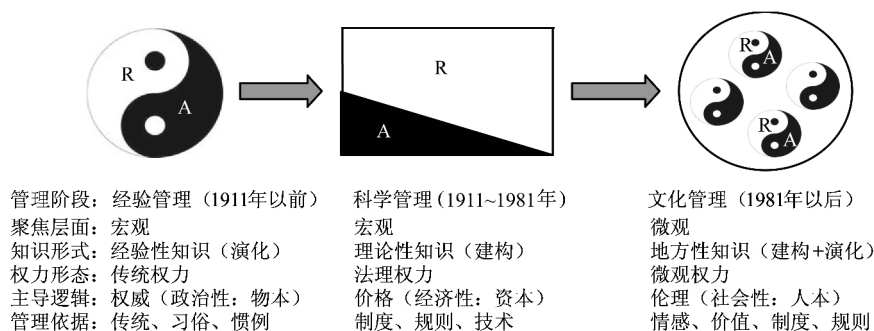 R
A
R
A
R
A
R
A
管理阶段：经验管理（1911年以前） 科学管理(1911~1981年) 文化管理（1981年以后）
聚焦层面：宏观 宏观 微观
知识形式：经验性知识（演化） 理论性知识（建构） 地方性知识（建构+演化）
权力形态：传统权力 法理权力 微观权力
主导逻辑：权威（政治性：物本） 价格（经济性：资本） 伦理（社会性：人本）
管理依据：传统、习俗、惯例 制度、规则、技术 情感、价值、制度、规则